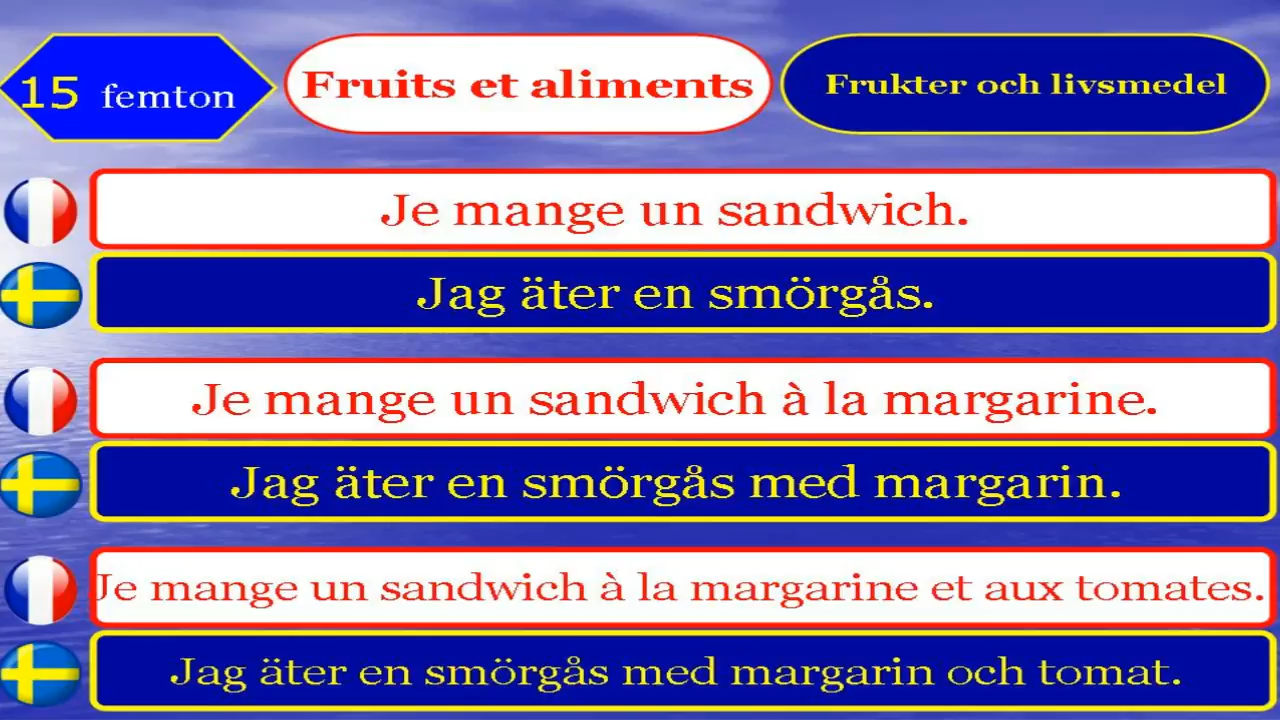 15 femton
Fruits et aliments
Frukter och livsmedel
Je mange un sandwich.
Jag äter en smörgås.
Je mange un sandwich à la margarine.
Jag äter en smörgås med margarin.
Je mange un sandwich à la margarine et aux tomates.
Jag äter en smörgås med margarin och tomat.